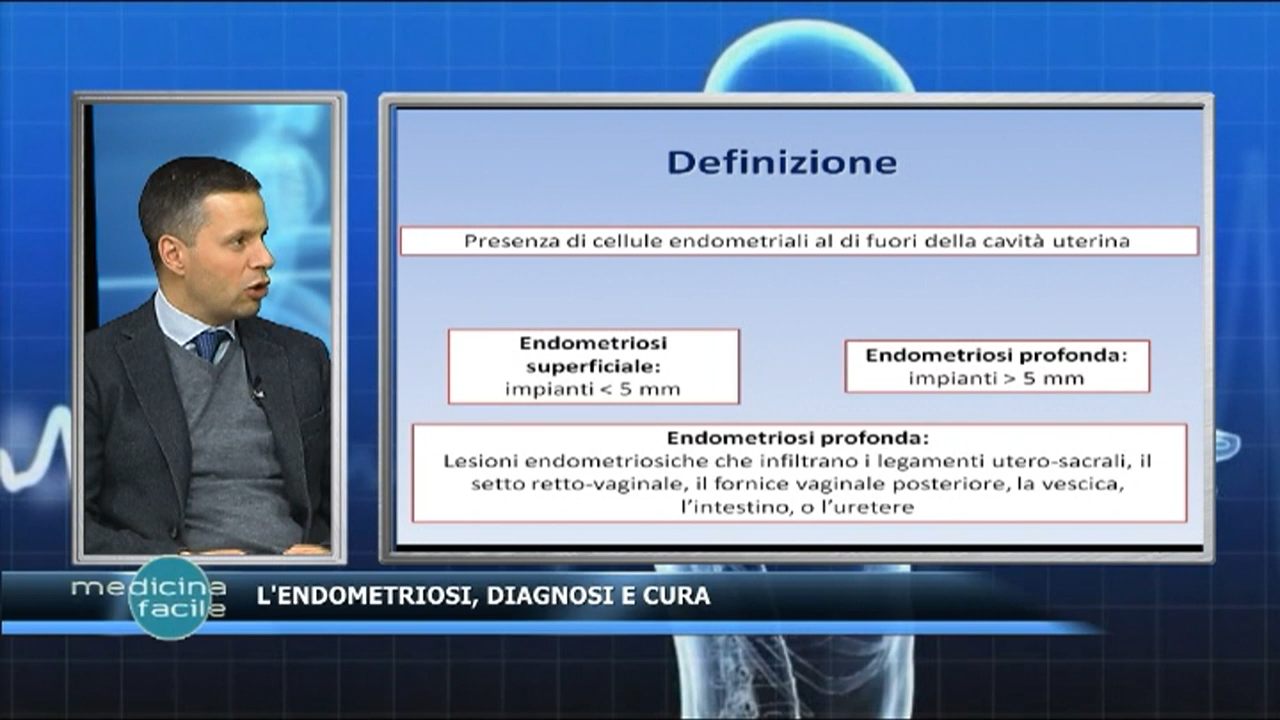 Definizione
Presenza di cellule endometriali al di fuori della cavità uterina
Endometriosi
superficiale:
impianti < 5 mm
Endometriosi profonda:
impianti > 5 mm
Endometriosi profonda:
Lesioni endometriosiche che infiltrano i legamenti utero-sacrali, il
setto retto-vaginale, il fornice vaginale posteriore, la vescica,
l’intestino, o l’uretere
medicina
facile
L'ENDOMETRIOSI, DIAGNOSI E CURA